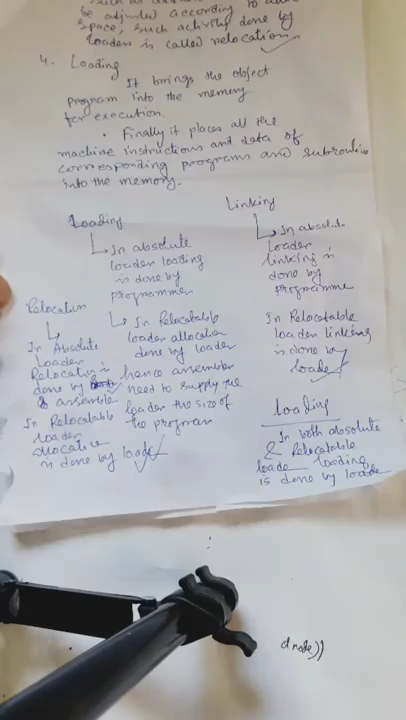 be adjusted according to
space, such activity done by
loader is called relocation.
4. Loading
It brings the object
program into the memory
for execution.
• Finally it places all the
machine instructions and data of
corresponding programs and subroutine
into the memory.
Loading
In absolute
loader loading
is done by
programmer
In Relocatable
loader allocation
done by loader
hence assembler
need to supply the
loader the size of
the program
Relocation
In Absolute
Loader
Relocation is
done by
& assembler
In Relocatable
loader
allocation
is done by loader
Linking
In absolute
loader
linking is
done by
programme
In Relocatable
loader linking
is done by
loader
loading
In both absolute
& Relocatable
loade loading
is done by loade